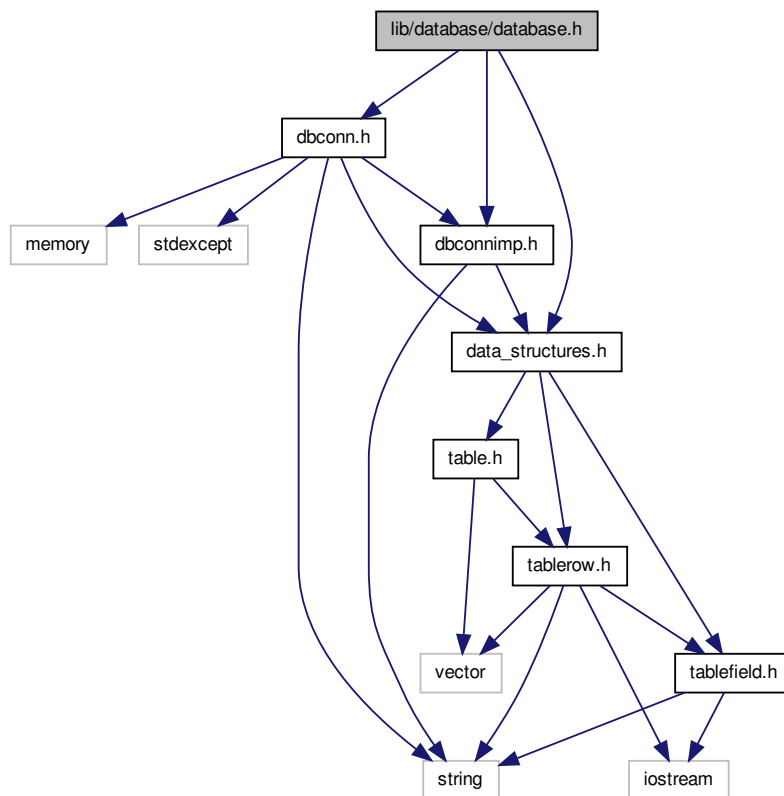 lib/database/database.h
dbconn.h
memory
stdexcept
dbconnimp.h
data_structures.h
table.h
tablerow.h
vector
tablefield.h
string
iostream